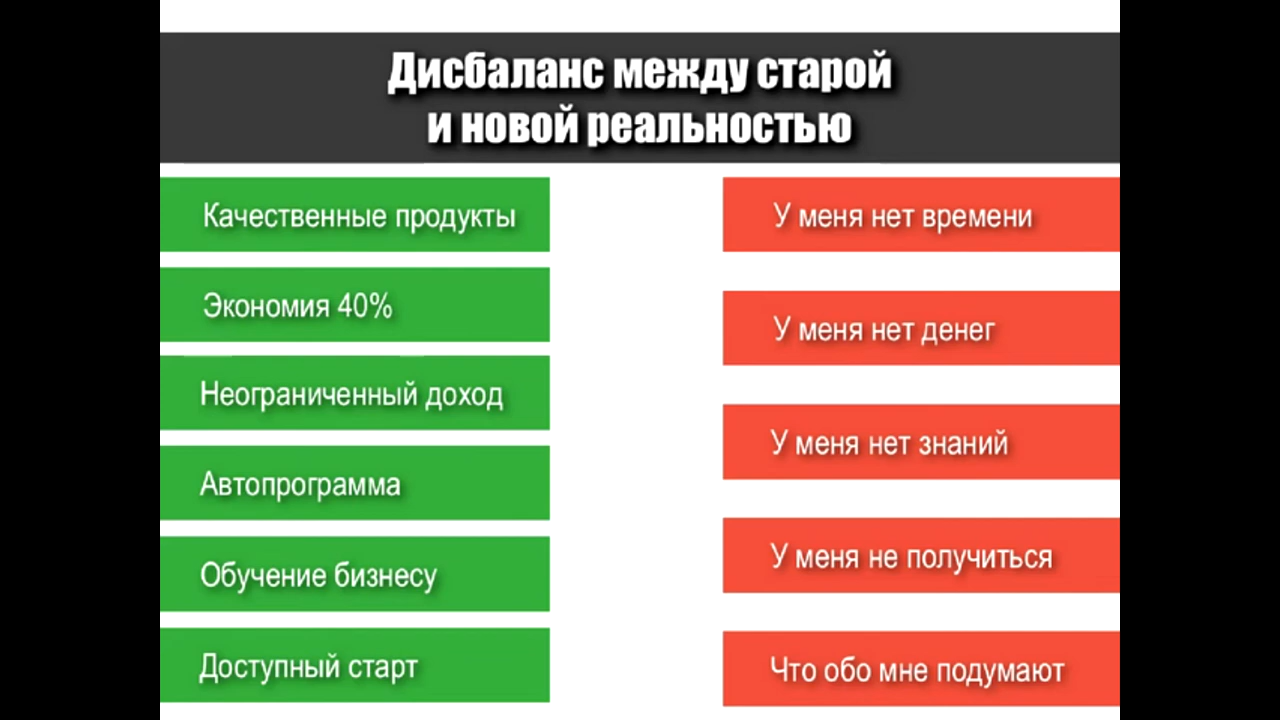 Дисбаланс между старой
и новой реальностью
Качественные продукты
Экономия 40%
Неограниченный доход
Автопрограмма
Обучение бизнесу
Доступный старт
У меня нет времени
У меня нет денег
У меня нет знаний
У меня не получиться
Что обо мне подумают